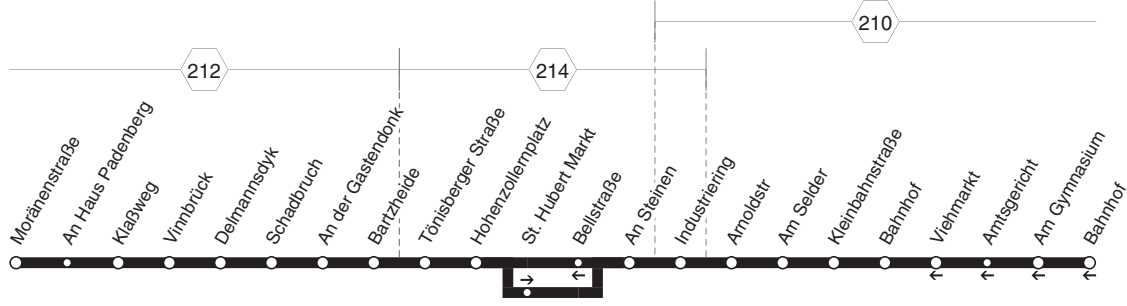 210
212
214
Moränenstraße
An Haus Padenberg
Klaßweg
Vinnbrück
Delmannsdyk
Schadbruch
An der Gastendonk
Bartzheide
Tönisberger Straße
Hohenzollernplatz
St. Hubert Markt
Bellstraße
An Steinen
Industriering
Arnoldstr
Am Selder
Kleinbahnstraße
Bahnhof
Viehmarkt
Amtsgericht
Am Gymnasium
Bahnhof